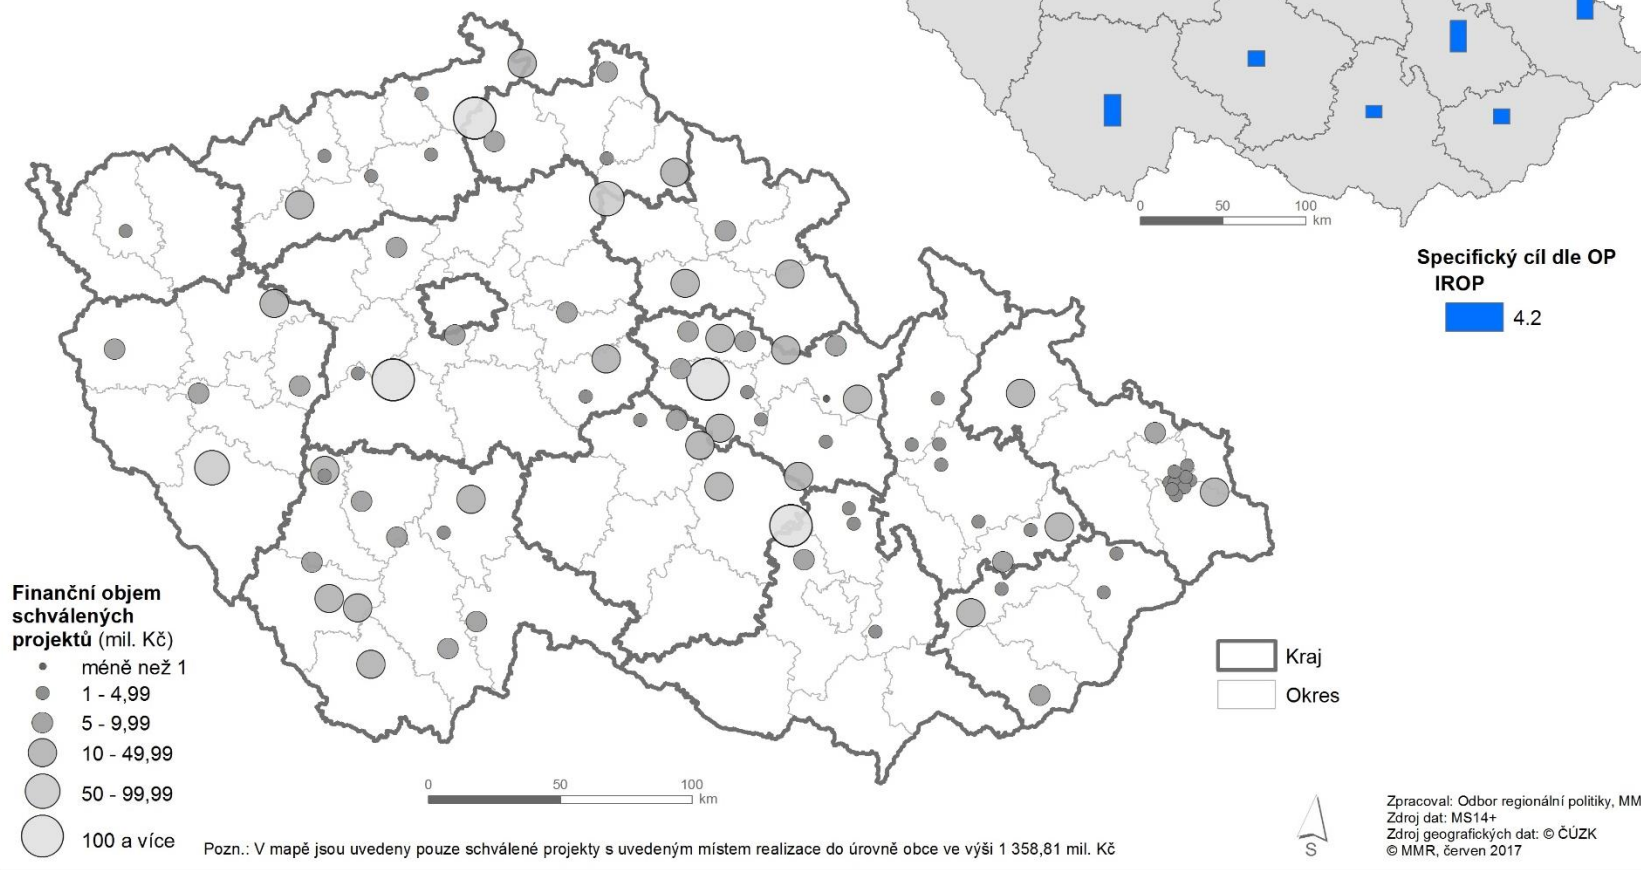 0 50 100
km
Specifický cíl dle OP
IROP
4.2
Finanční objem
schválených
projektů (mil. Kč)
méně než 1
1 - 4,99
5 - 9,99
10 - 49,99
50 - 99,99
100 a více
Kraj
Okres
0 50 100
km
Pozn.: V mapě jsou uvedeny pouze schválené projekty s uvedeným místem realizace do úrovně obce ve výši 1 358,81 mil. Kč
S
Zpracoval: Odbor regionální politiky, MM
Zdroj dat: MS14+
Zdroj geografických dat: © ČÚZK
© MMR, červen 2017